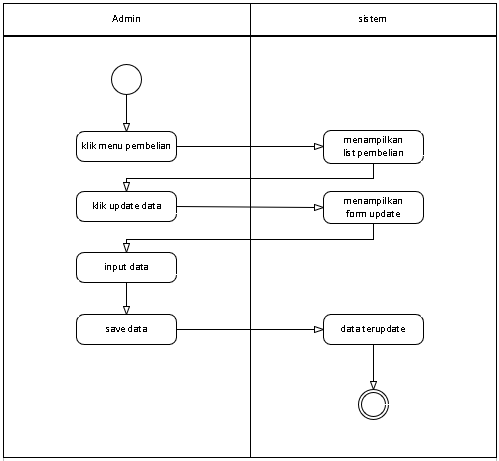 Admin
sistem
klik menu pembelian
menampilkan
list pembelian
klik update data
menampilkan
form update
input data
save data
data terupdate